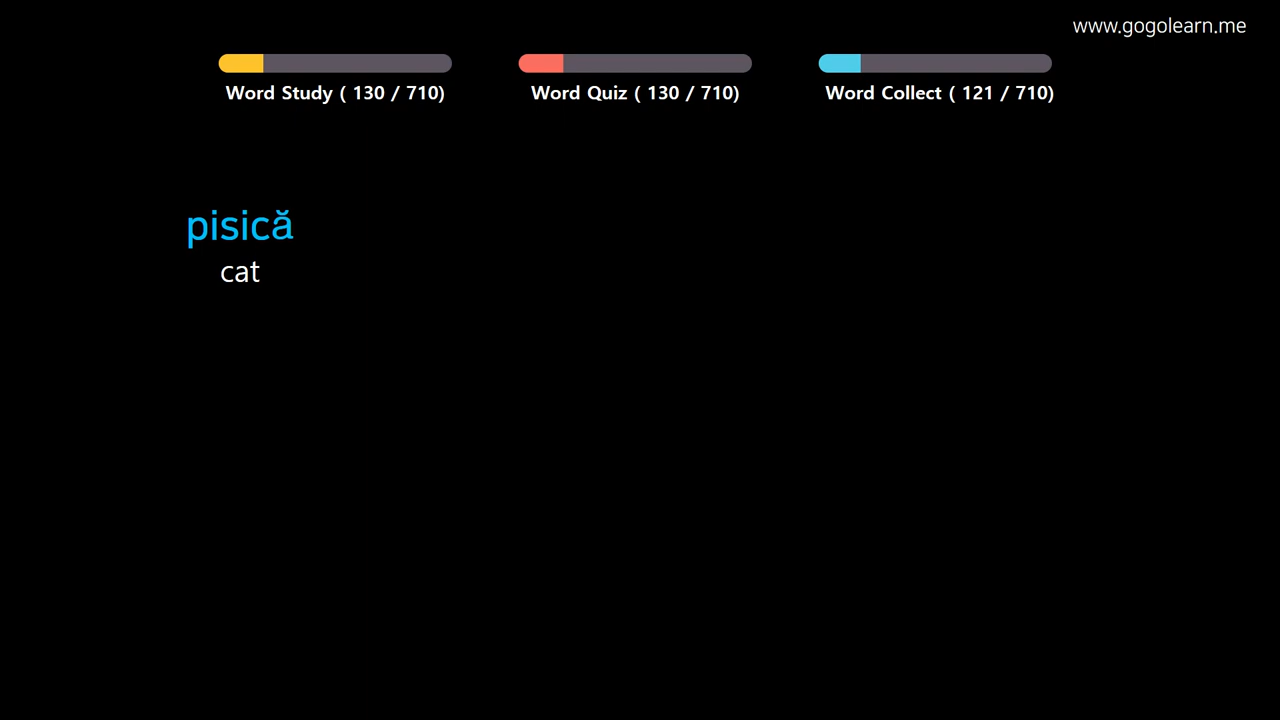 www.gogolearn.me
Word Study ( 130 / 710)
Word Quiz ( 130 / 710)
Word Collect ( 121 / 710)
pisică
cat